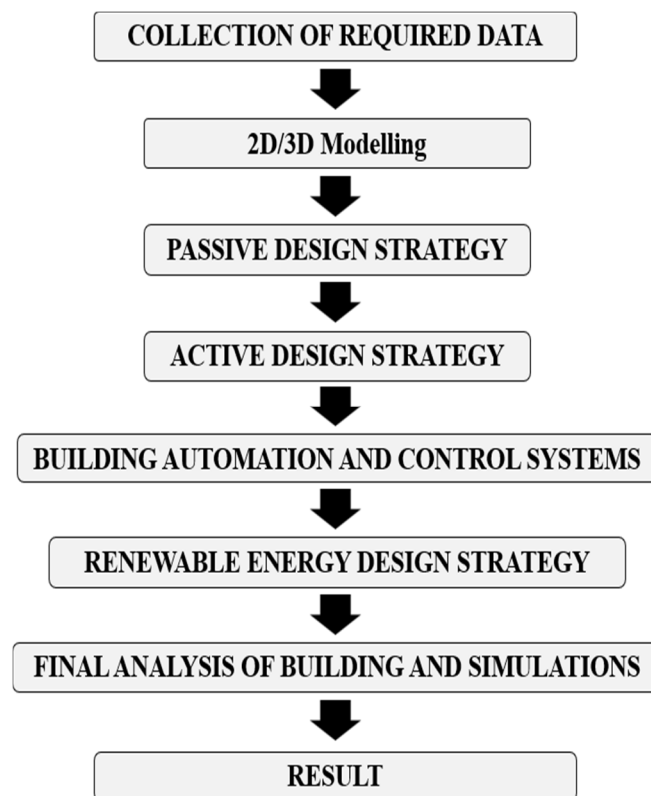 COLLECTION OF REQUIRED DATA
2D/3D Modelling
PASSIVE DESIGN STRATEGY
ACTIVE DESIGN STRATEGY
BUILDING AUTOMATION AND CONTROL SYSTEMS
RENEWABLE ENERGY DESIGN STRATEGY
FINAL ANALYSIS OF BUILDING AND SIMULATIONS
RESULT